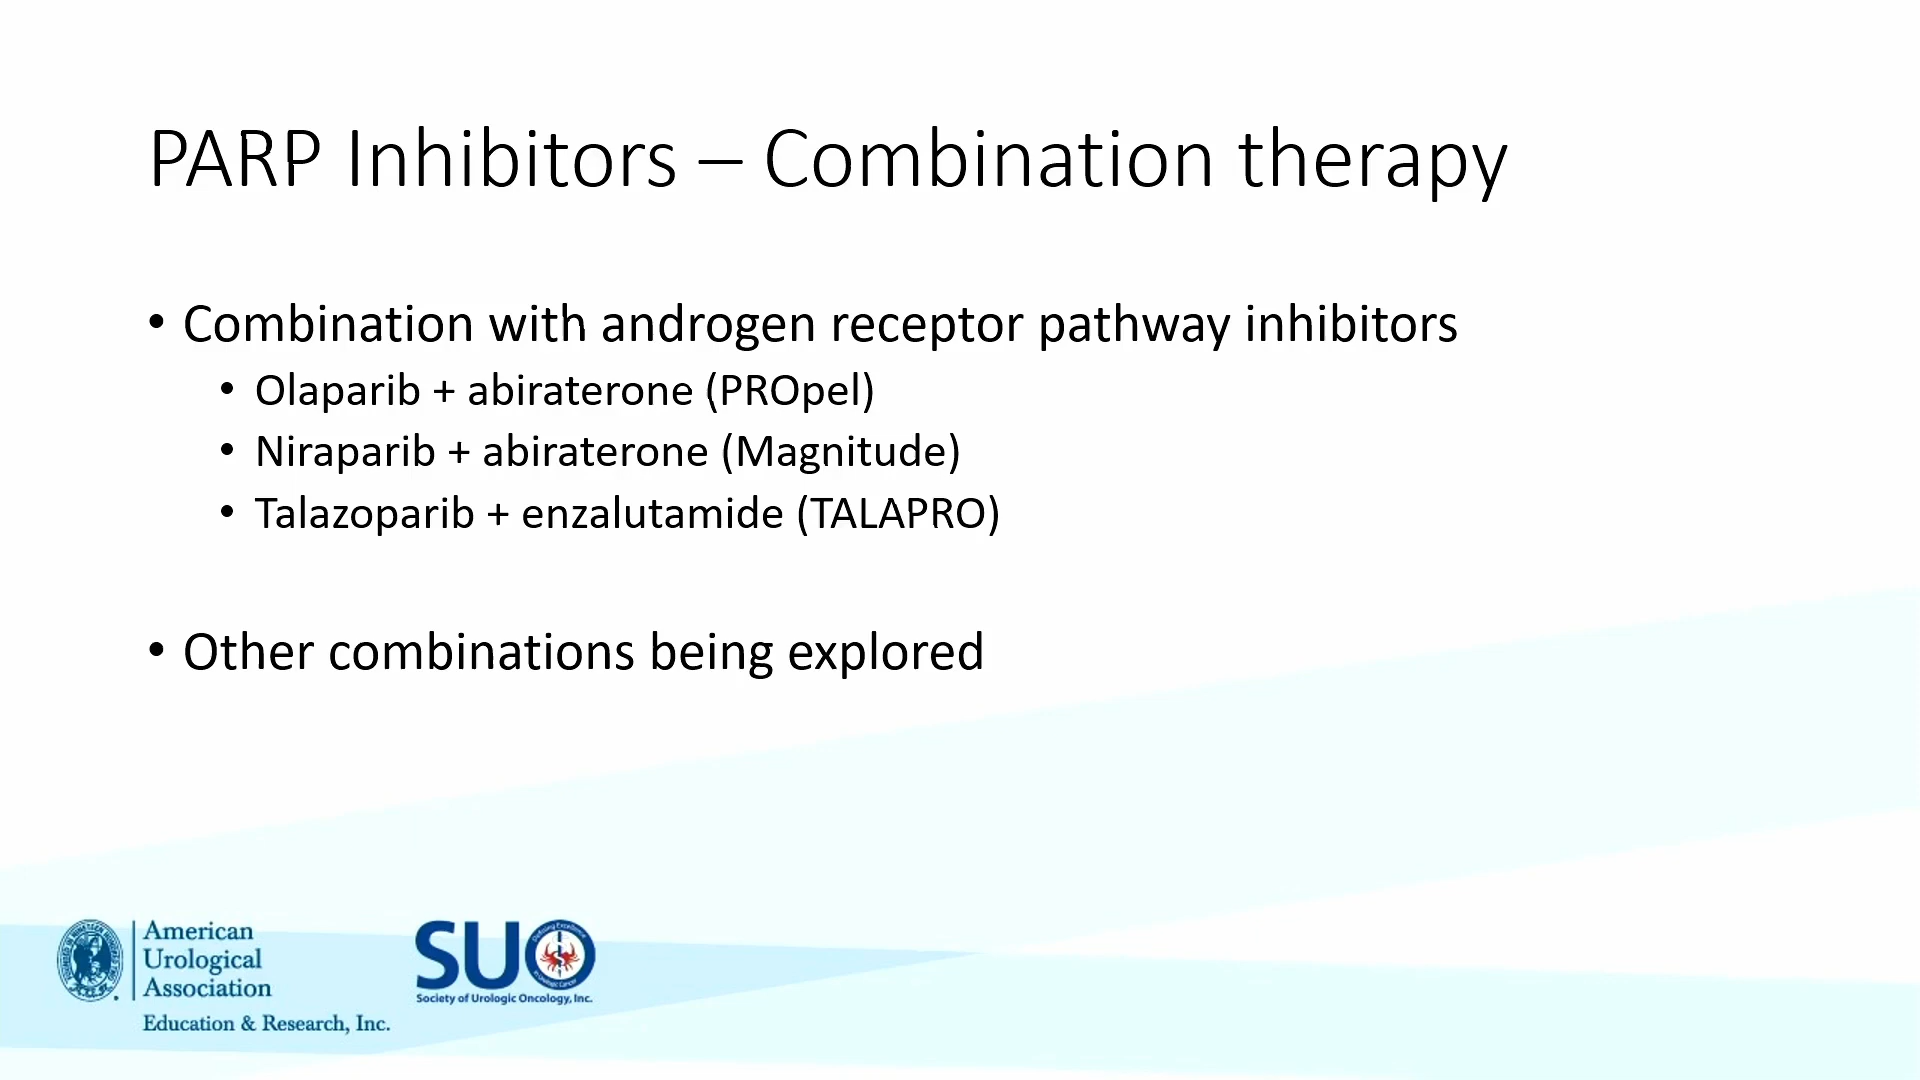 PARP Inhibitors – Combination therapy
• Combination with androgen receptor pathway inhibitors
• Olaparib + abiraterone (PROpel)
• Niraparib + abiraterone (Magnitude)
• Talazoparib + enzalutamide (TALAPRO)
• Other combinations being explored
American
Urological
Association
Education & Research, Inc.
SUO
Society of Urologic Oncology, Inc.